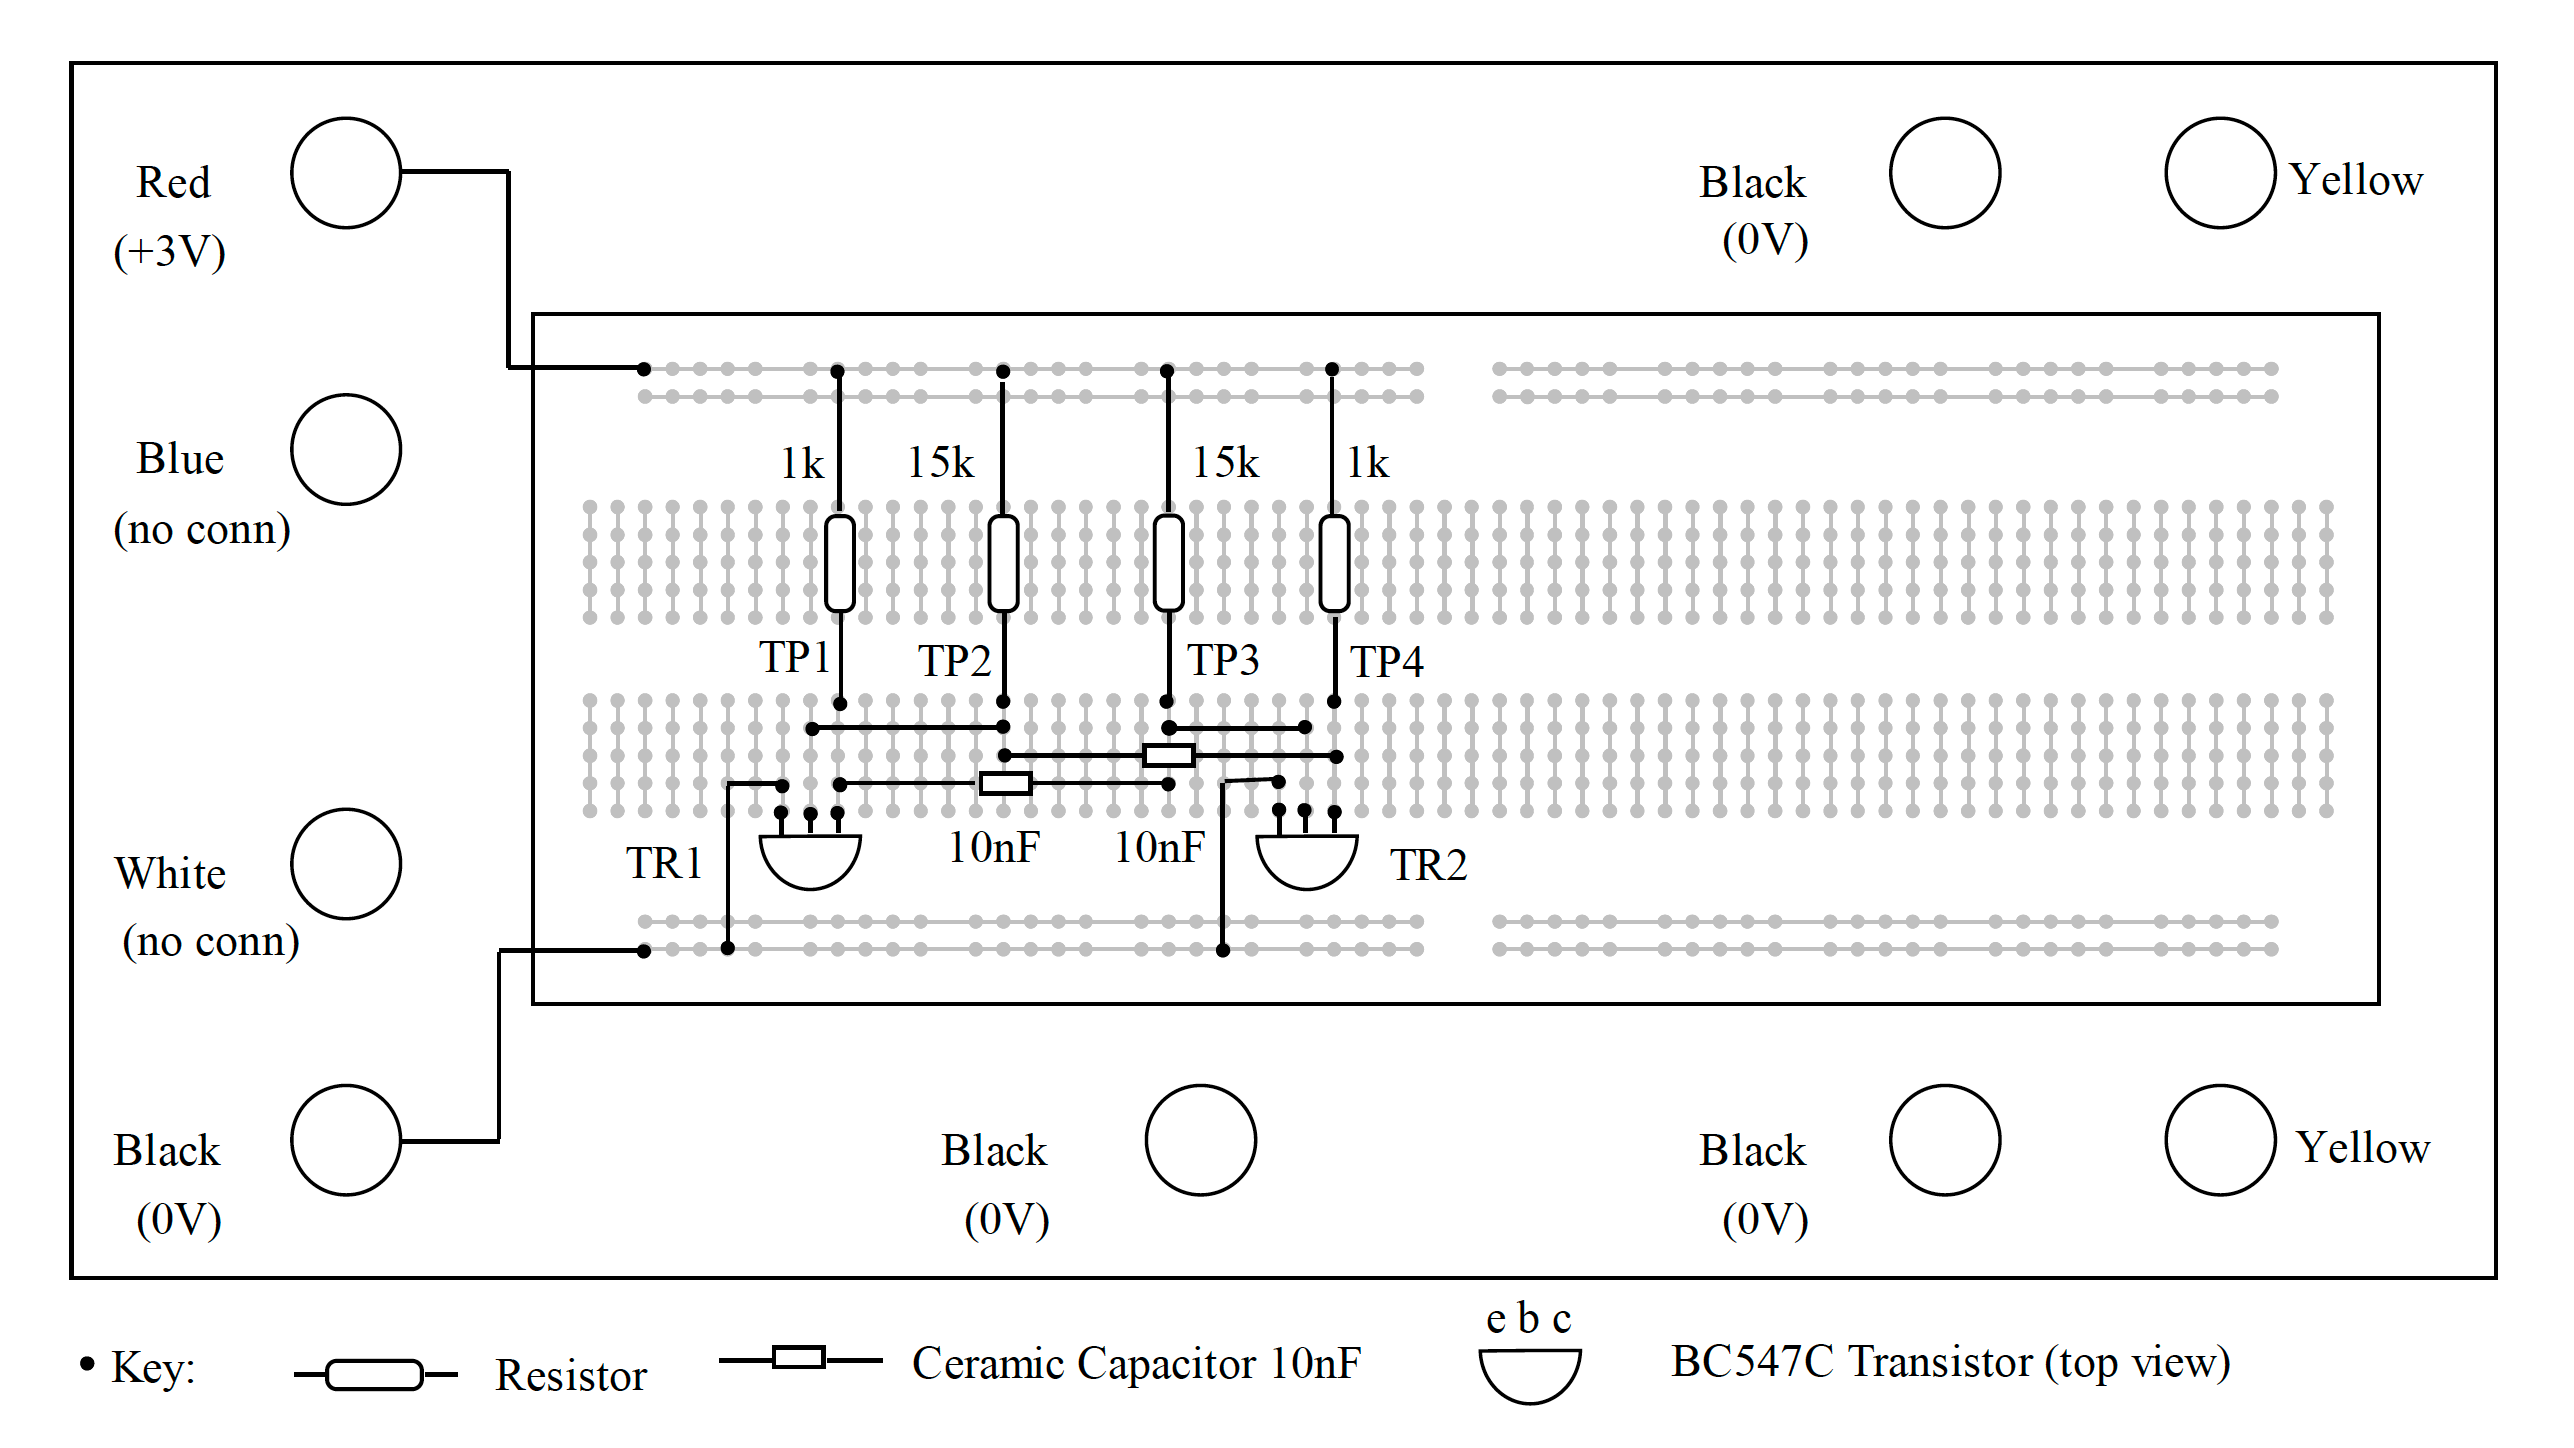 Red
(+3V)
Black
(0V)
Yellow
Blue
(no conn)
1k
15k
15k
1k
TP1
TP2
TP3
TP4
White
(no conn)
TR1
10nF
10nF
TR2
Black
(0V)
Black
(0V)
Black
(0V)
Yellow
Key:
Resistor
Ceramic Capacitor 10nF
e b c
BC547C Transistor (top view)